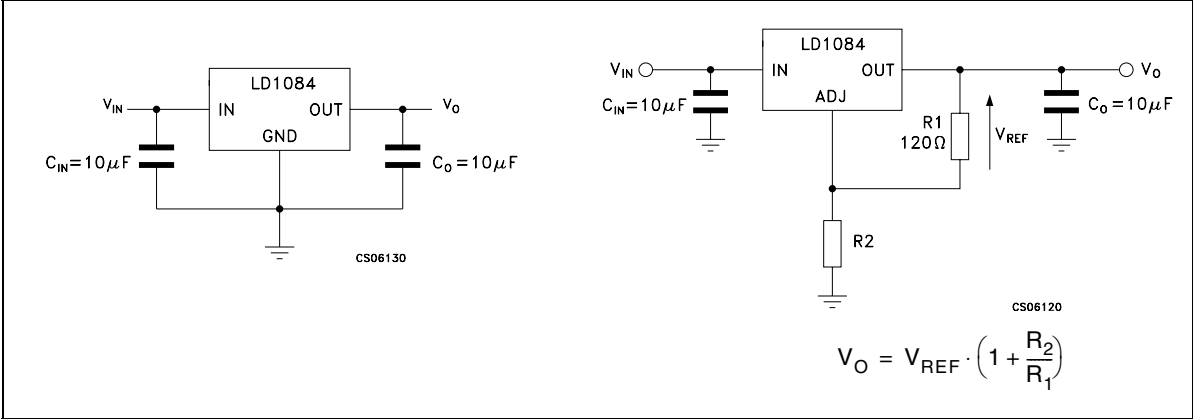 LD1084
V_IN IN OUT V_O
GND
C_IN=10μF C_O=10μF
CS06130
LD1084
V_IN IN OUT V_O
ADJ
C_IN=10μF C_O=10μF
R1
120Ω
V_REF
R2
CS06120
V_O = V_REF · (1 + R_2/R_1)